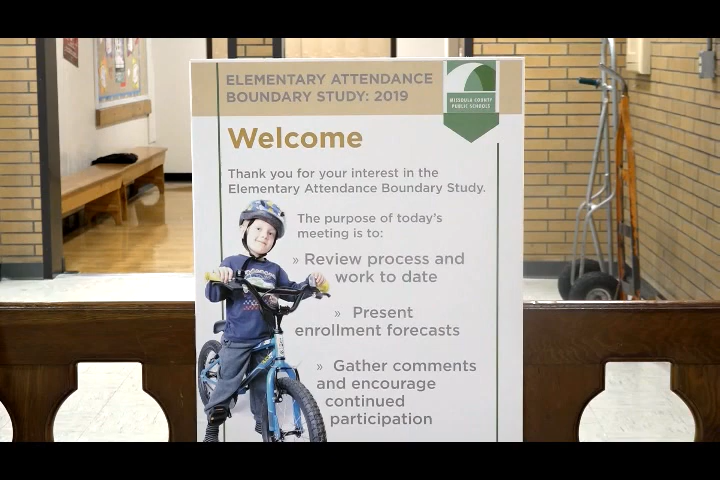 ELEMENTARY ATTENDANCE
BOUNDARY STUDY: 2019
MISSOULA COUNTY
PUBLIC SCHOOLS
Welcome
Thank you for your interest in the
Elementary Attendance Boundary Study.
The purpose of today's
meeting is to:
» Review process and
work to date
» Present
enrollment forecasts
» Gather comments
and encourage
continued
participation